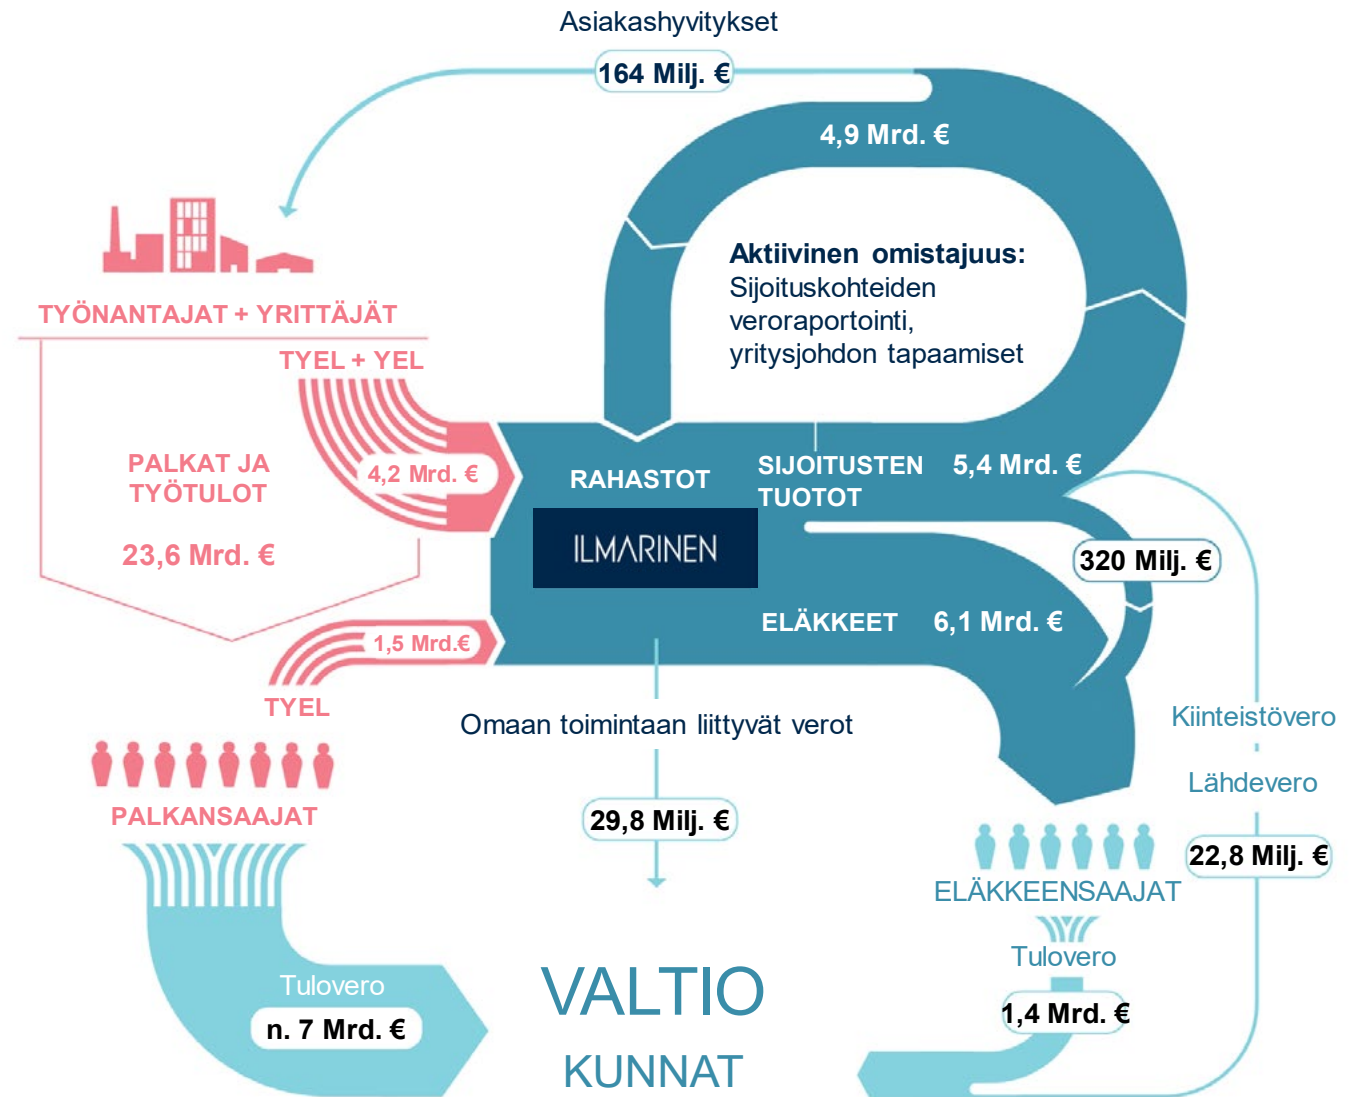 Asiakashyvitykset
164 Milj. €
4,9 Mrd. €
Aktiivinen omistajuus:
Sijoituskohteiden
veroraportointi,
yritysjohdon tapaamiset
TYÖNANTAJAT + YRITTÄJÄT
TYEL + YEL
PALKAT JA
TYÖTULOT
23,6 Mrd. €
4,2 Mrd. €
RAHASTOT
SIJOITUSTEN
TUOTOT
5,4 Mrd. €
ILMARINEN
320 Milj. €
ELÄKKEET 6,1 Mrd. €
1,5 Mrd.€
TYEL
Omaan toimintaan liittyvät verot
29,8 Milj. €
Kiinteistövero
Lähdevero
22,8 Milj. €
PALKANSAAJAT
ELÄKKEENSAAJAT
Tulovero
1,4 Mrd. €
Tulovero
n. 7 Mrd. €
VALTIO
KUNNAT